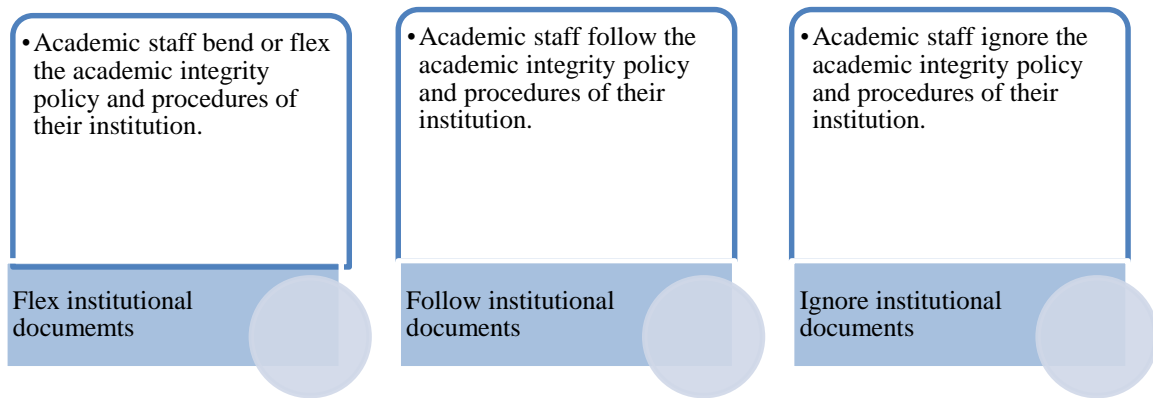 •Academic staff bend or flex
the academic integrity
policy and procedures of
their institution.
Flex institutional
documemts
•Academic staff follow the
academic integrity policy
and procedures of their
institution.
Follow institutional
documents
•Academic staff ignore the
academic integrity policy
and procedures of their
institution.
Ignore institutional
documents